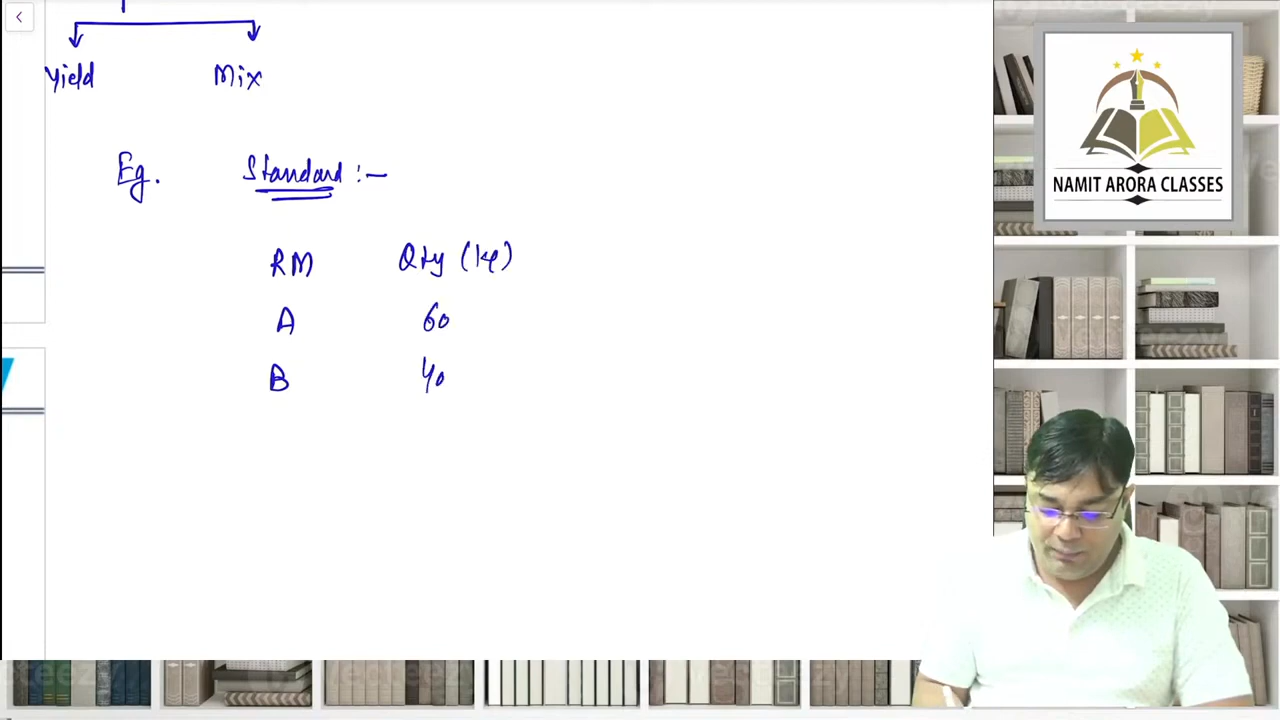 Yield Mix
Eg. Standard :-
RM Qty (kg)
A 60
B 40
NAMIT ARORA CLASSES